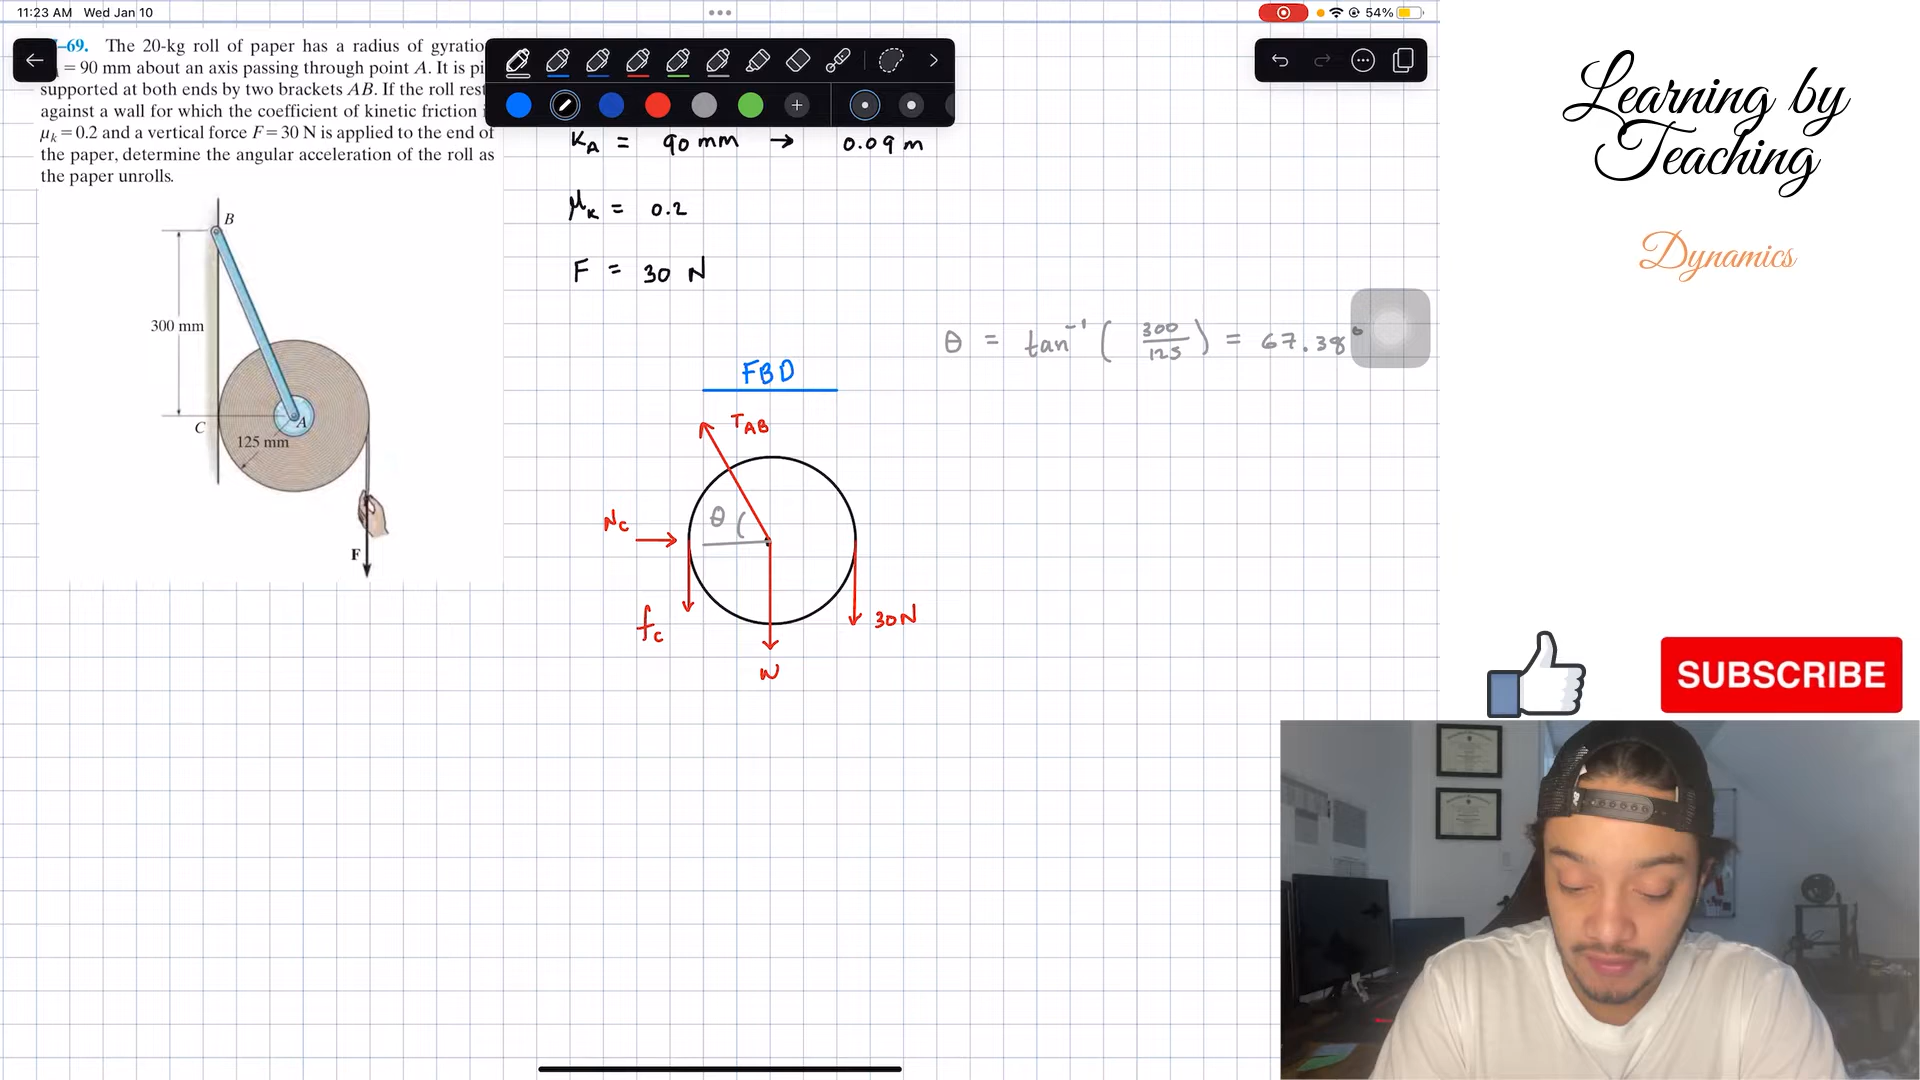 11:23 AM Wed Jan 10
54%
–69. The 20-kg roll of paper has a radius of
= 90 mm about an axis passing through point A. It is
supported at both ends by two brackets AB. If the roll
against a wall for which the coefficient of kinetic friction
μk = 0.2 and a vertical force F = 30 N is applied to the end of
the paper, determine the angular acceleration of the roll as
the paper unrolls.
B
300 mm
C
A
125 mm
F
KA = 90 mm → 0.09 m
μk = 0.2
F = 30 N
θ = tan⁻¹ ( 300/125 ) = 67.38°
FBD
TAB
Nc
θ
fc
30N
W
Learning by
Teaching
Dynamics
SUBSCRIBE